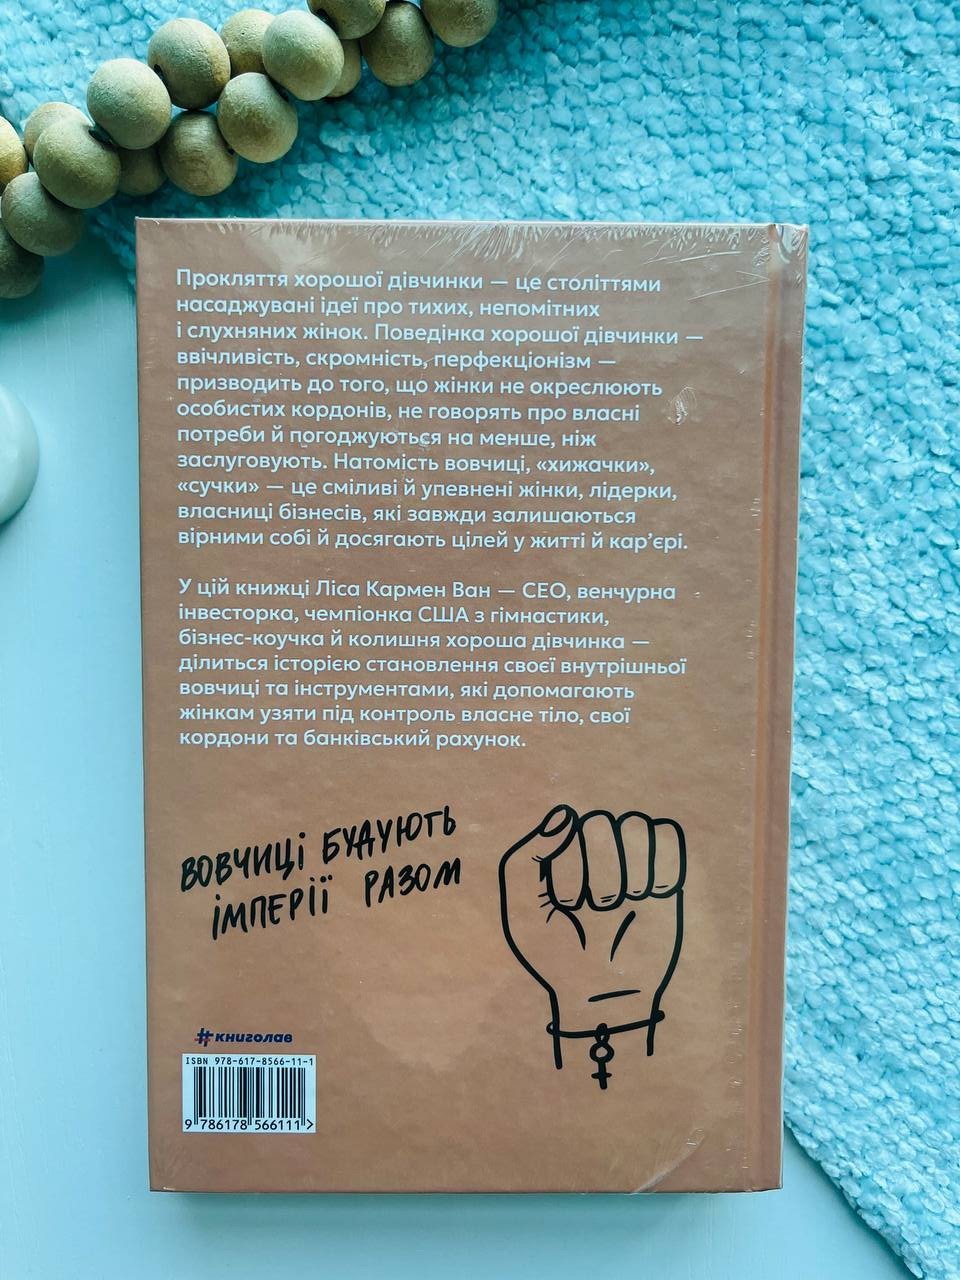 Прокляття хорошої дівчинки — це століттями
насаджувані ідеї про тихих, непомітних
і слухняних жінок. Поведінка хорошої дівчинки —
ввічливість, скромність, перфекціонізм —
призводить до того, що жінки не окреслюють
особистих кордонів, не говорять про власні
потреби й погоджуються на менше, ніж
заслуговують. Натомість вовчиці, «хижачки»,
«сучки» — це сміливі й упевнені жінки, лідерки,
власниці бізнесів, які завжди залишаються
вірними собі й досягають цілей у житті й кар’єрі.
У цій книжці Ліса Кармен Ван — CEO, венчурна
інвесторка, чемпіонка США з гімнастики,
бізнес-коучка й колишня хороша дівчинка —
ділиться історією становлення своєї внутрішньої
вовчиці та інструментами, які допомагають
жінкам узяти під контроль власне тіло, свої
кордони та банківський рахунок.
ВОВЧИЦІ БУДУЮТЬ
ІМПЕРІЇ РАЗОМ
#книголав
ISBN 978-617-8566-11-1
9 786178 566111 >